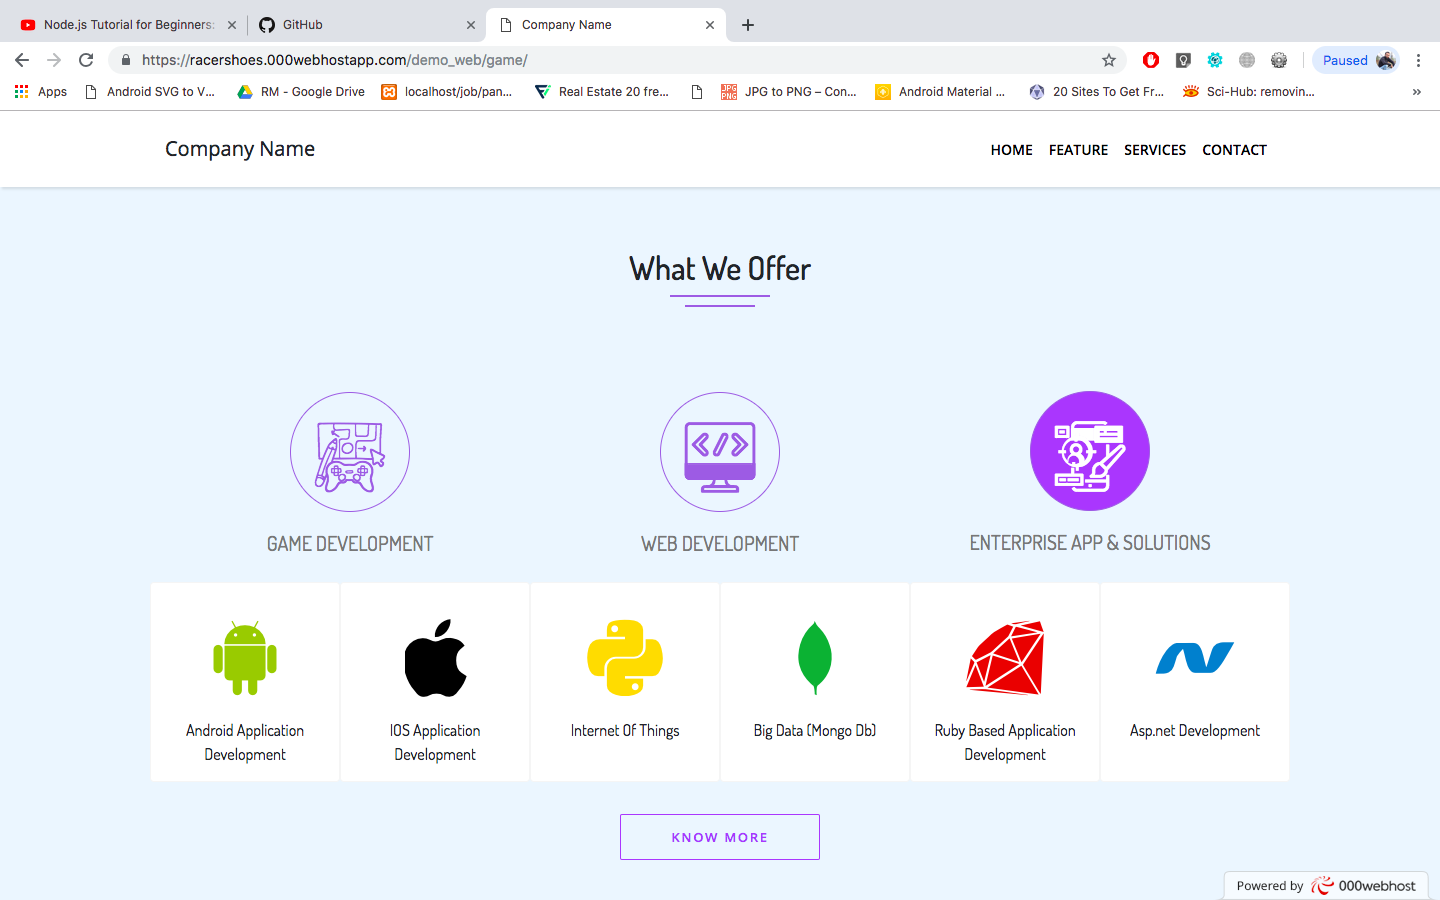 Node.js Tutorial for Beginners:
GitHub
Company Name
https://racershoes.000webhostapp.com/demo_web/game/
Paused
Apps
Android SVG to V...
RM - Google Drive
localhost/job/pan...
Real Estate 20 fre...
JPG PNG
JPG to PNG – Con...
Android Material ...
20 Sites To Get Fr...
Sci-Hub: removin...
»
Company Name
HOME FEATURE SERVICES CONTACT
What We Offer
GAME DEVELOPMENT
WEB DEVELOPMENT
ENTERPRISE APP & SOLUTIONS
Android Application
Development
IOS Application
Development
Internet Of Things
Big Data (Mongo Db)
Ruby Based Application
Development
Asp.net Development
KNOW MORE
Powered by 000webhost